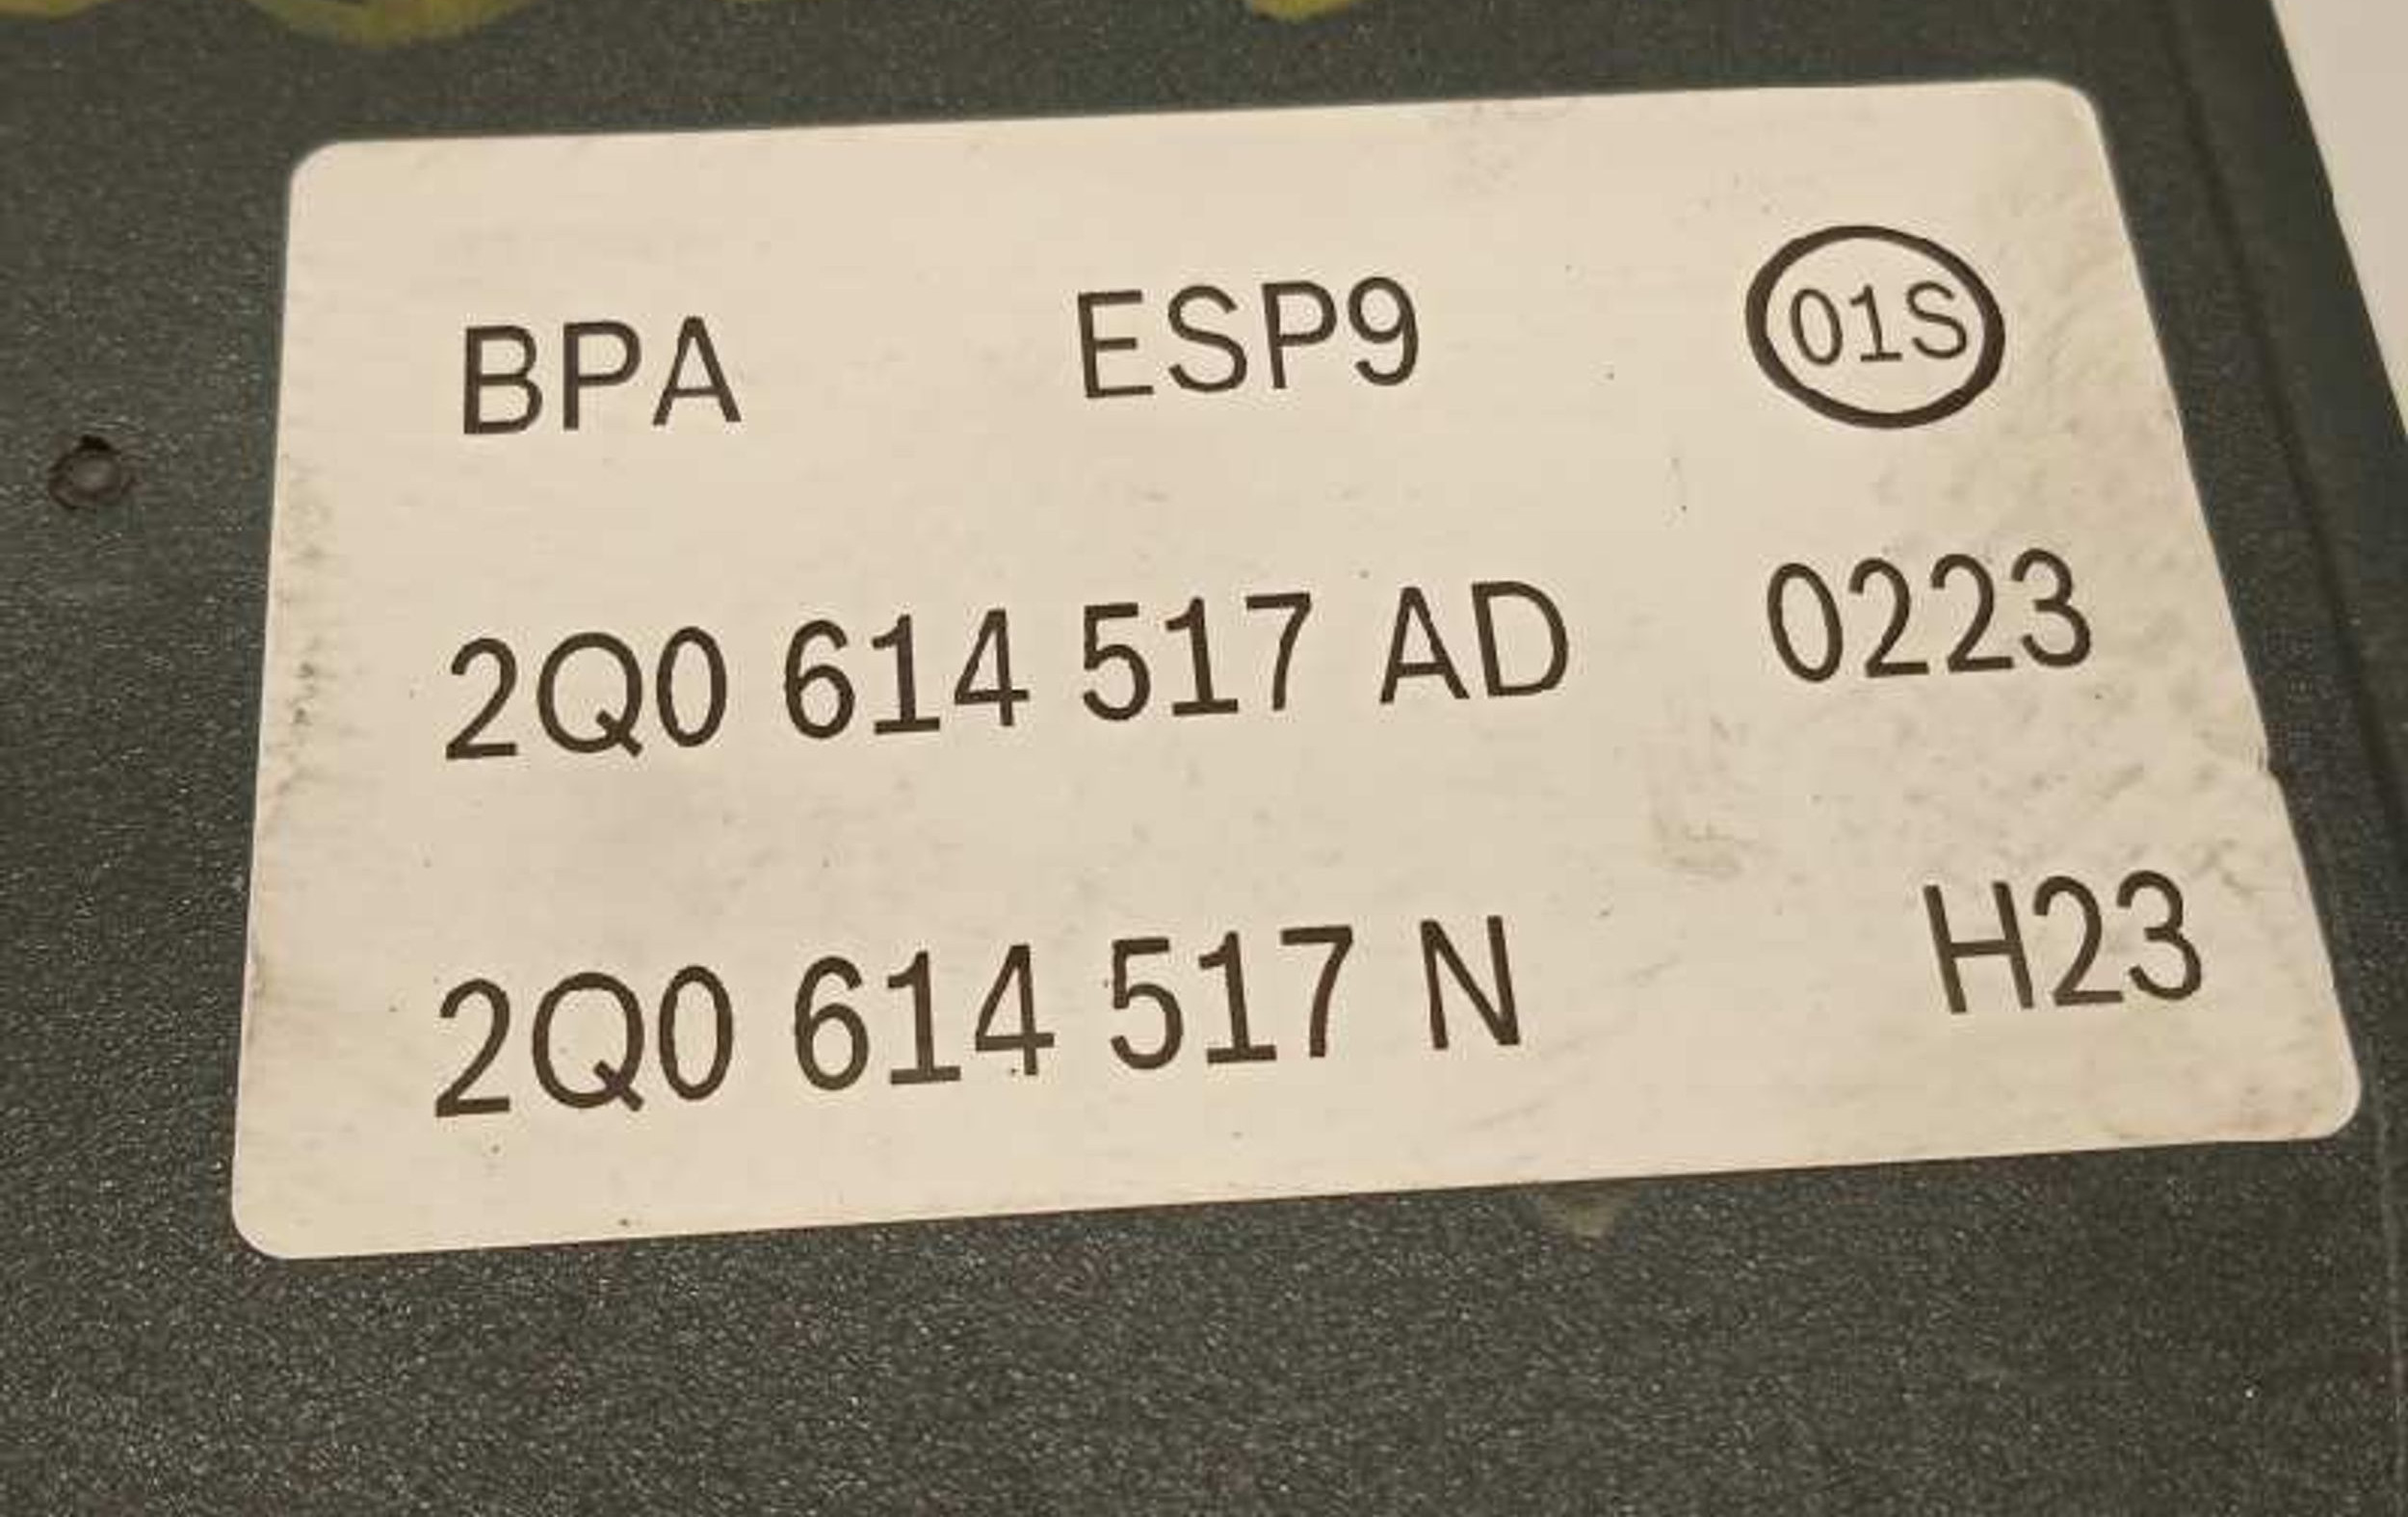 BPA ESP9 01S
2Q0 614 517 AD 0223
2Q0 614 517 N H23